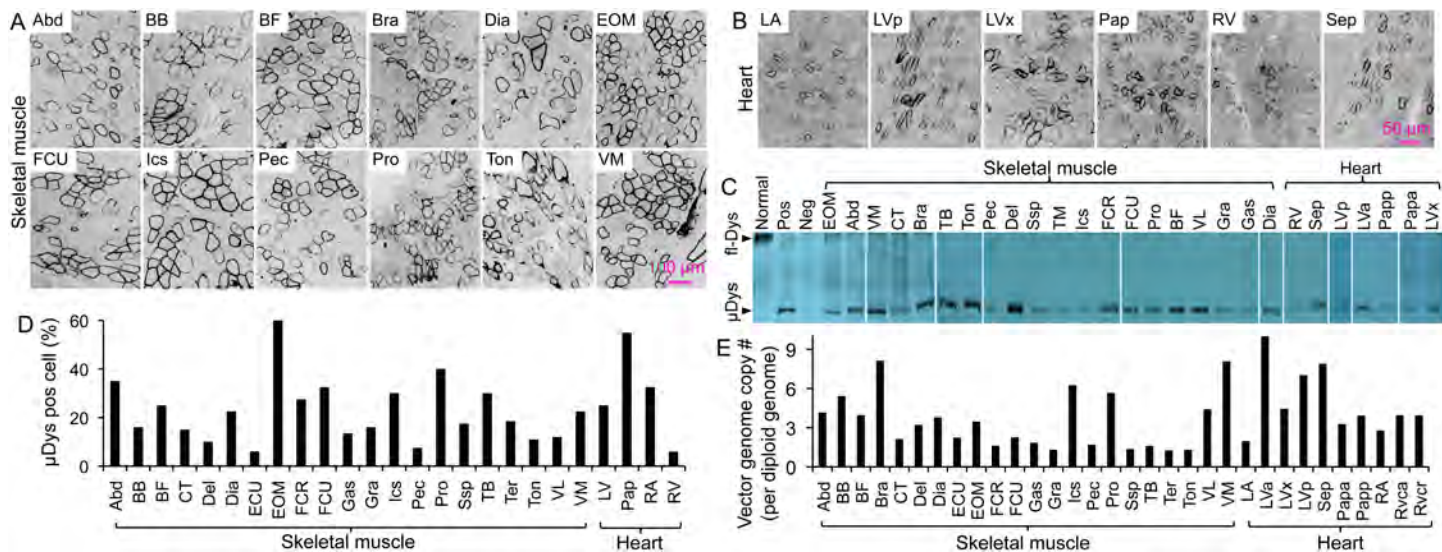 A
Abd BB BF Bra Dia EOM
Skeletal muscle
FCU Ics Pec Pro Ton VM
100 µm
B
LA LVp LVx Pap RV Sep
Heart
50 µm
C
Skeletal muscle Heart
Normal Pos Neg EOM Abd VM CT Bra TB Ton Pec Del Ssp TM Ics FCR FCU Pro BF VL Gra Gas Dia RV Sep LVp LVa Papp Papa LVx
fl-Dys
µDys
D
µDys pos cell (%)
60
40
20
0
Abd BB BF CT Del Dia ECU EOM FCR FCU Gas Gra Ics Pec Pro Ssp TB Ter Ton VL VM LV Pap RA RV
Skeletal muscle Heart
E
Vector genome copy #
(per diploid genome)
9
6
3
0
Abd BB BF Bra CT Del Dia ECU EOM FCR FCU Gas Gra Ics Pec Pro Ssp TB Ter Ton VL VM LA LVa LVx LVp Sep Papa Papp RA Rvca Rvcr
Skeletal muscle Heart